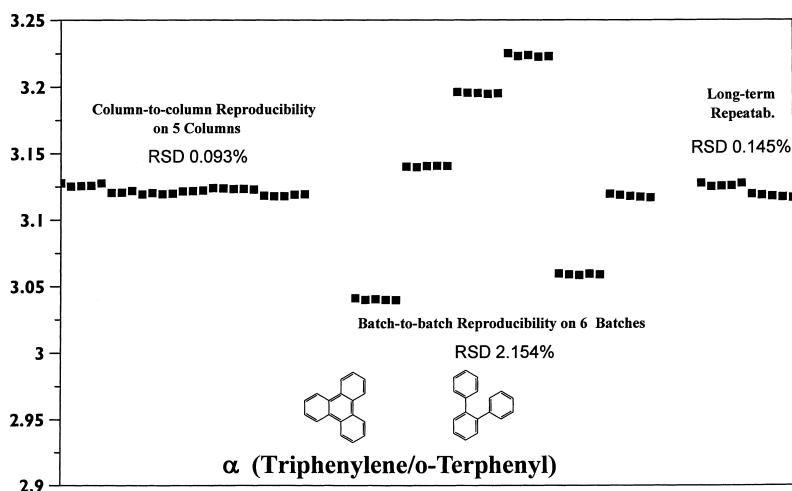 3.25
3.2
Column-to-column Reproducibility
on 5 Columns
RSD 0.093%
Long-term
Repeatab.
RSD 0.145%
3.15
3.1
3.05
Batch-to-batch Reproducibility on 6 Batches
RSD 2.154%
3
2.95
α (Triphenylene/o-Terphenyl)
2.9